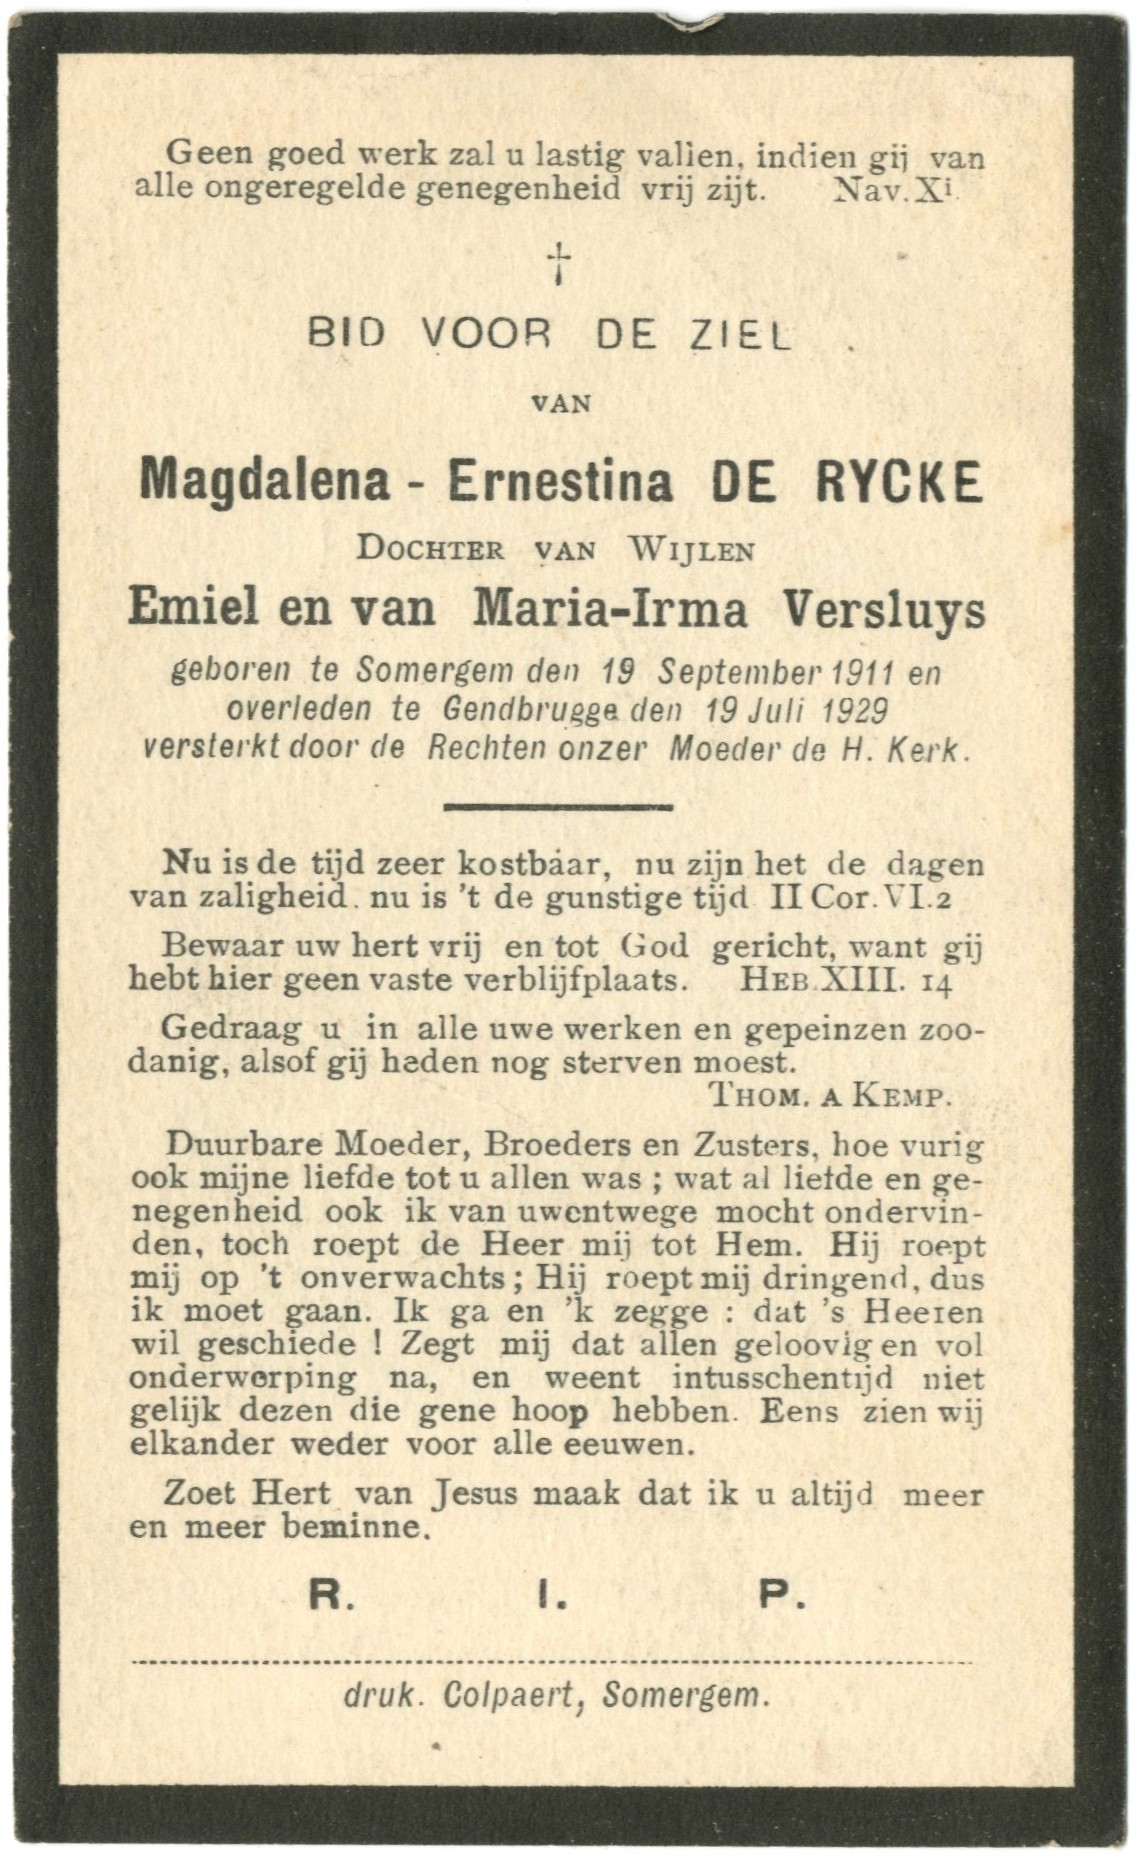 Geen goed werk zal u lastig vallen, indien gij van
alle ongeregelde genegenheid vrij zijt. Nav. Xi.
†
BID VOOR DE ZIEL
VAN
Magdalena - Ernestina DE RYCKE
DOCHTER VAN WIJLEN
Emiel en van Maria-Irma Versluys
geboren te Somergem den 19 September 1911 en
overleden te Gendbrugge den 19 Juli 1929
versterkt door de Rechten onzer Moeder de H. Kerk.
Nu is de tijd zeer kostbaar, nu zijn het de dagen
van zaligheid. nu is 't de gunstige tijd II Cor. VI.2
Bewaar uw hert vrij en tot God gericht, want gij
hebt hier geen vaste verblijfplaats. HEB. XIII. 14
Gedraag u in alle uwe werken en gepeinzen zoo-
danig, alsof gij heden nog sterven moest.
THOM. A KEMP.
Duurbare Moeder, Broeders en Zusters, hoe vurig
ook mijne liefde tot u allen was ; wat al liefde en ge-
negenheid ook ik van uwentwege mocht ondervin-
den, toch roept de Heer mij tot Hem. Hij roept
mij op 't onverwachts ; Hij roept mij dringend, dus
ik moet gaan. Ik ga en 'k zegge : dat 's Heeren
wil geschiede ! Zegt mij dat allen geloovig en vol
onderwerping na, en weent intusschentijd niet
gelijk dezen die gene hoop hebben. Eens zien wij
elkander weder voor alle eeuwen.
Zoet Hert van Jesus maak dat ik u altijd meer
en meer beminne.
R. I. P.
druk. Colpaert, Somergem.